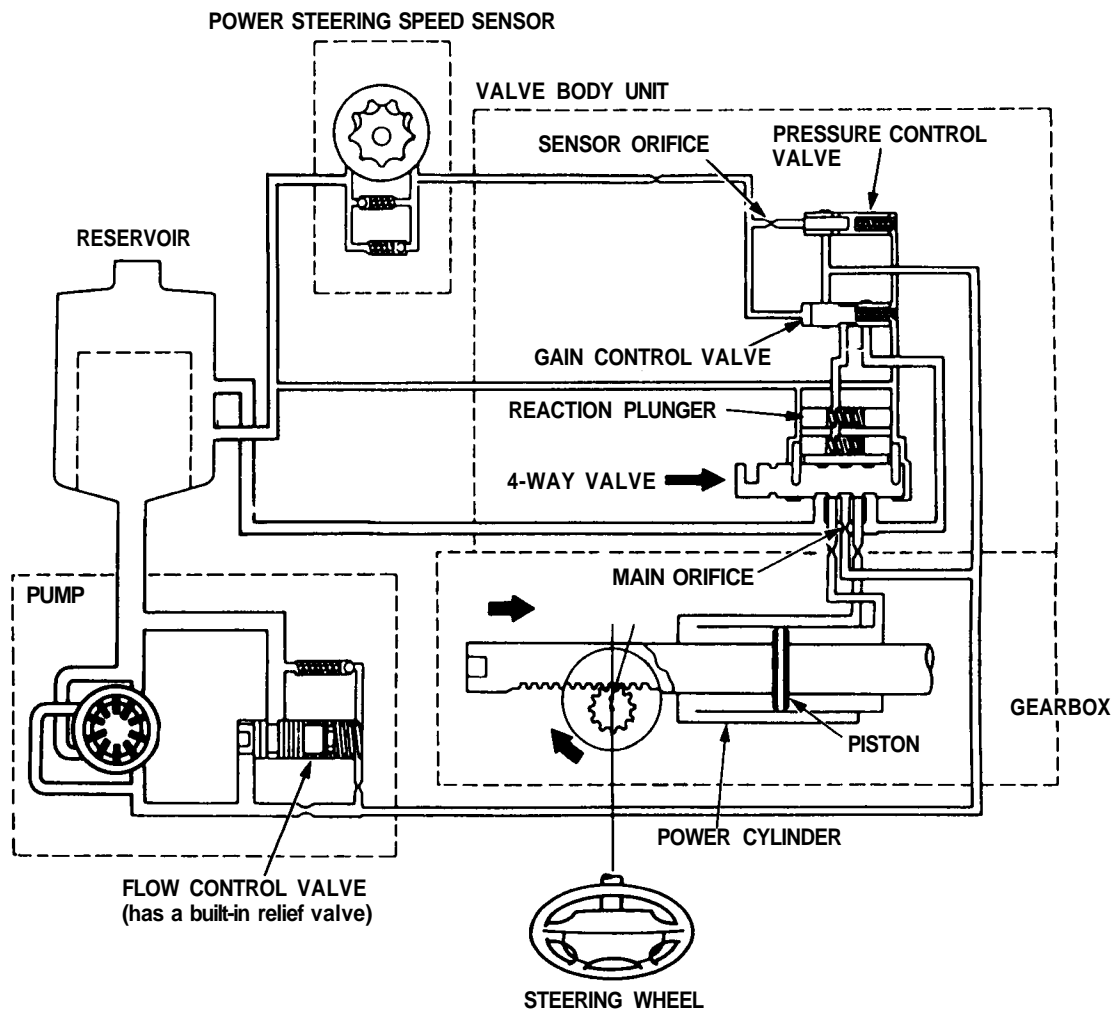 POWER STEERING SPEED SENSOR
VALVE BODY UNIT
SENSOR ORIFICE
PRESSURE CONTROL
VALVE
RESERVOIR
GAIN CONTROL VALVE
REACTION PLUNGER
4-WAY VALVE
MAIN ORIFICE
PUMP
GEARBOX
PISTON
POWER CYLINDER
FLOW CONTROL VALVE
(has a built-in relief valve)
STEERING WHEEL